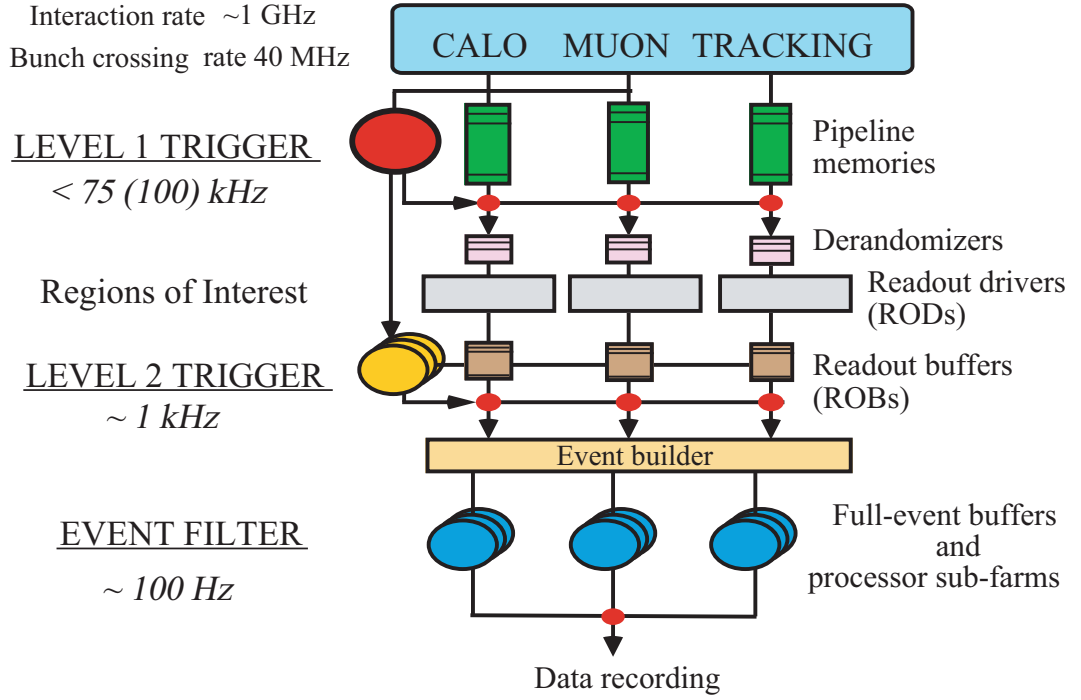 Interaction rate ~1 GHz
Bunch crossing rate 40 MHz
CALO MUON TRACKING
LEVEL 1 TRIGGER
< 75 (100) kHz
Pipeline
memories
Derandomizers
Regions of Interest
Readout drivers
(RODs)
LEVEL 2 TRIGGER
~ 1 kHz
Readout buffers
(ROBs)
Event builder
EVENT FILTER
~ 100 Hz
Full-event buffers
and
processor sub-farms
Data recording